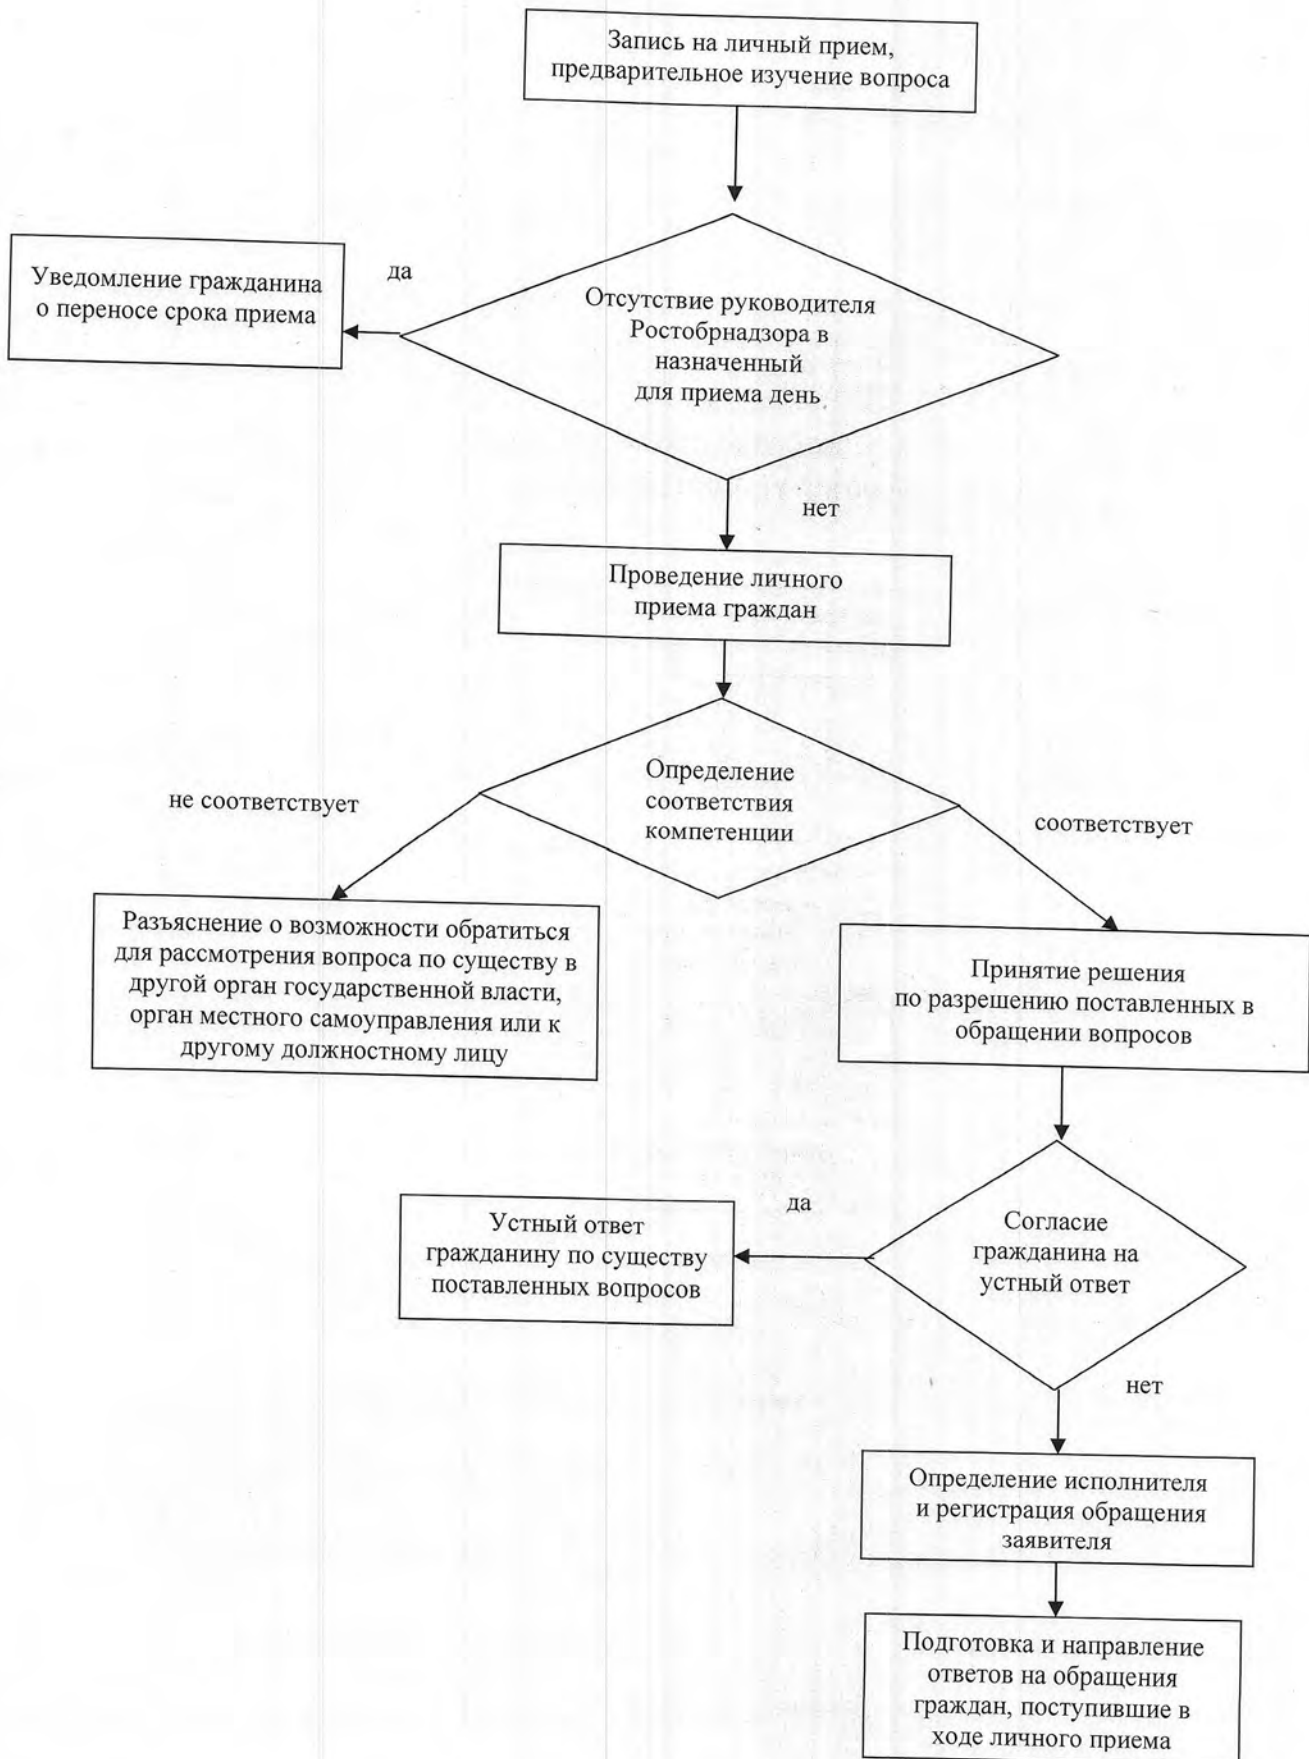 Запись на личный прием,
предварительное изучение вопроса
Уведомление гражданина
о переносе срока приема
да
Отсутствие руководителя
Ростобрнадзора в
назначенный
для приема день
нет
Проведение личного
приема граждан
Определение
соответствия
компетенции
не соответствует
соответствует
Разъяснение о возможности обратиться
для рассмотрения вопроса по существу в
другой орган государственной власти,
орган местного самоуправления или к
другому должностному лицу
Принятие решения
по разрешению поставленных в
обращении вопросов
Устный ответ
гражданину по существу
поставленных вопросов
да
Согласие
гражданина на
устный ответ
нет
Определение исполнителя
и регистрация обращения
заявителя
Подготовка и направление
ответов на обращения
граждан, поступившие в
ходе личного приема